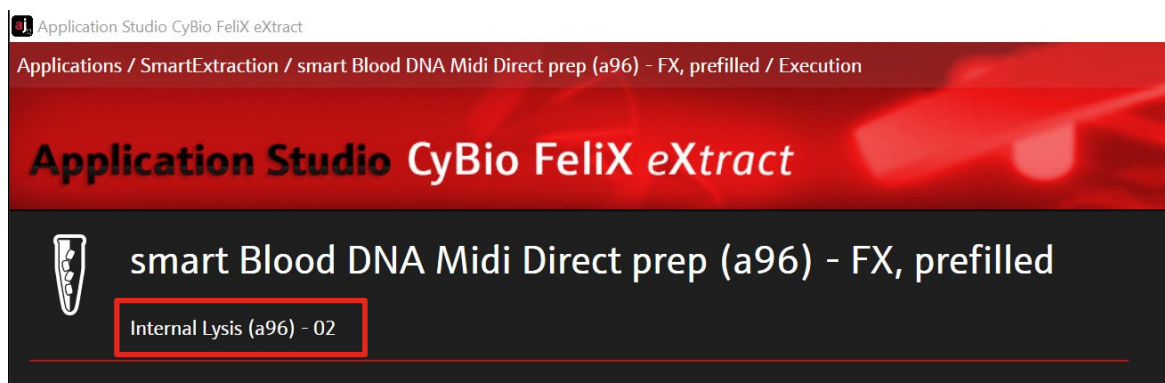 aj Application Studio CyBio FeliX eXtract
Applications / SmartExtraction / smart Blood DNA Midi Direct prep (a96) - FX, prefilled / Execution
Application Studio CyBio FeliX eXtract
smart Blood DNA Midi Direct prep (a96) - FX, prefilled
Internal Lysis (a96) - 02